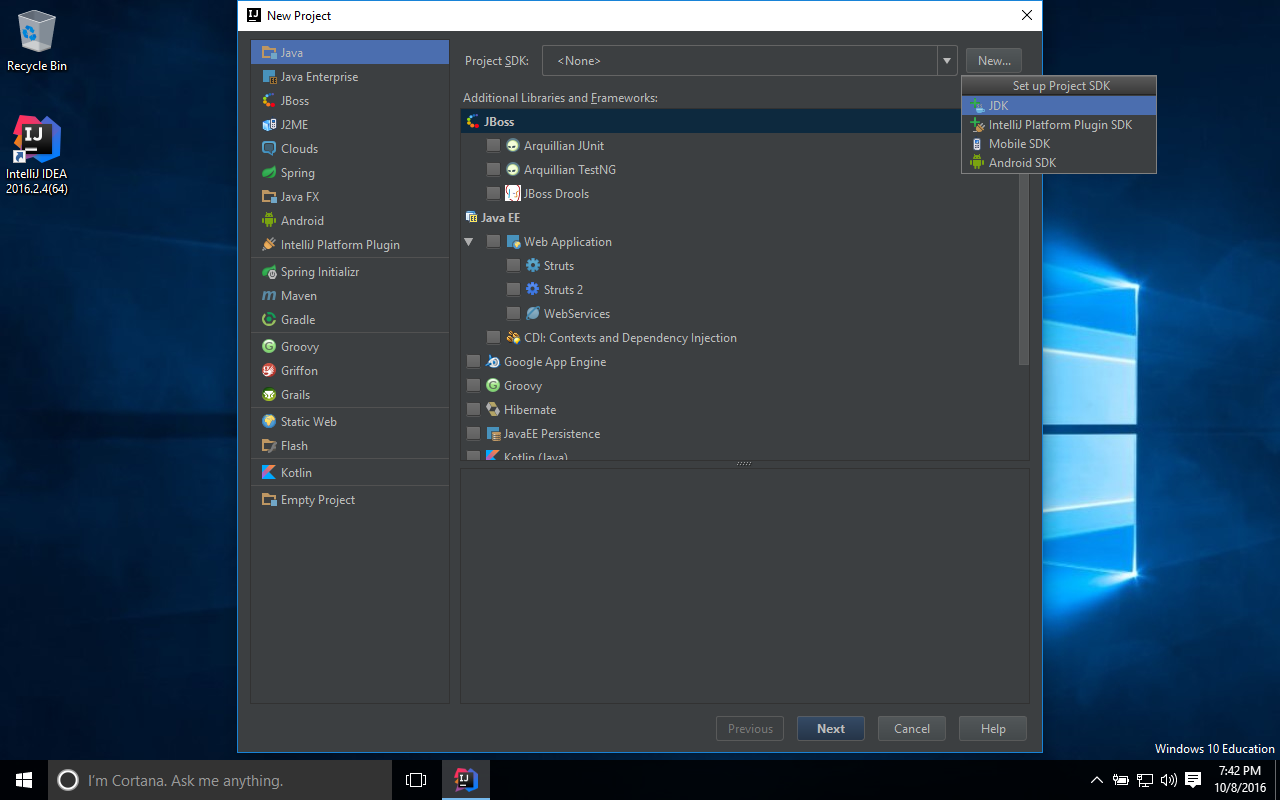 Recycle Bin
IntelliJ IDEA
2016.2.4(64)
New Project
Java
Java Enterprise
JBoss
J2ME
Clouds
Spring
Java FX
Android
IntelliJ Platform Plugin
Spring Initializr
Maven
Gradle
Groovy
Griffon
Grails
Static Web
Flash
Kotlin
Empty Project
Project SDK: <None> New...
Set up Project SDK
JDK
IntelliJ Platform Plugin SDK
Mobile SDK
Android SDK
Additional Libraries and Frameworks:
JBoss
Arquillian JUnit
Arquillian TestNG
JBoss Drools
Java EE
Web Application
Struts
Struts 2
WebServices
CDI: Contexts and Dependency Injection
Google App Engine
Groovy
Hibernate
JavaEE Persistence
Kotlin (Java)
Previous Next Cancel Help
Windows 10 Education
I'm Cortana. Ask me anything.
7:42 PM
10/8/2016